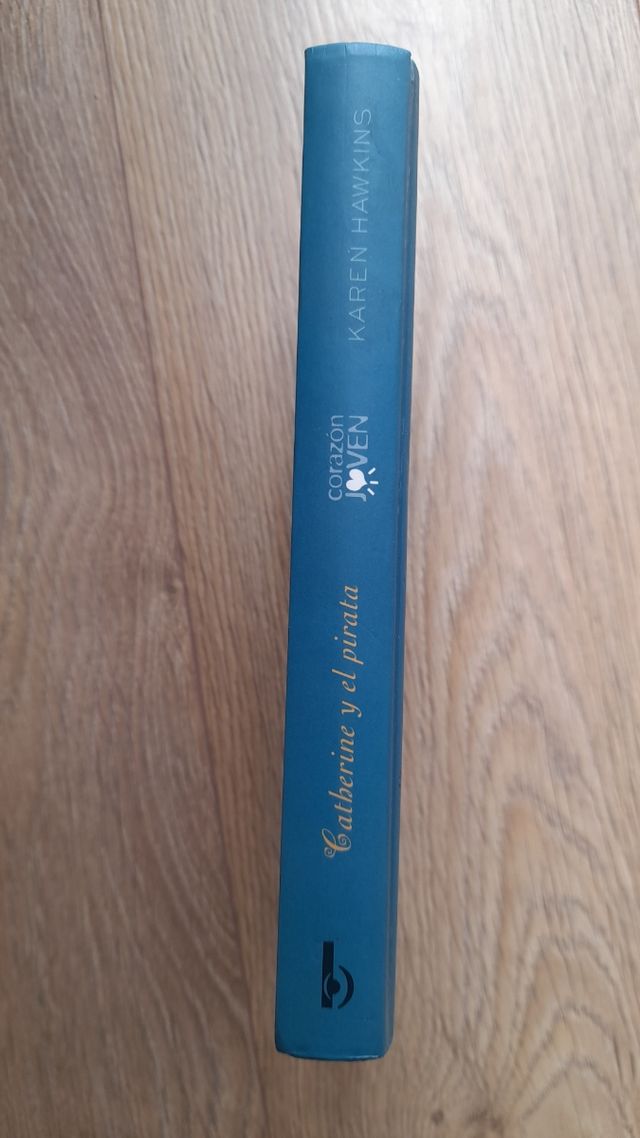 Catherine y el pirata
corazón
JOVEN
KAREN HAWKINS